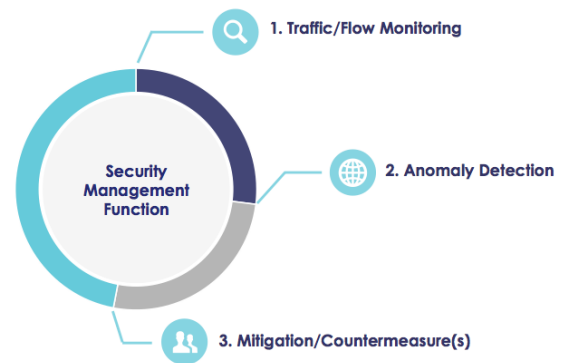 1. Traffic/Flow Monitoring
Security
Management
Function
2. Anomaly Detection
3. Mitigation/Countermeasure(s)